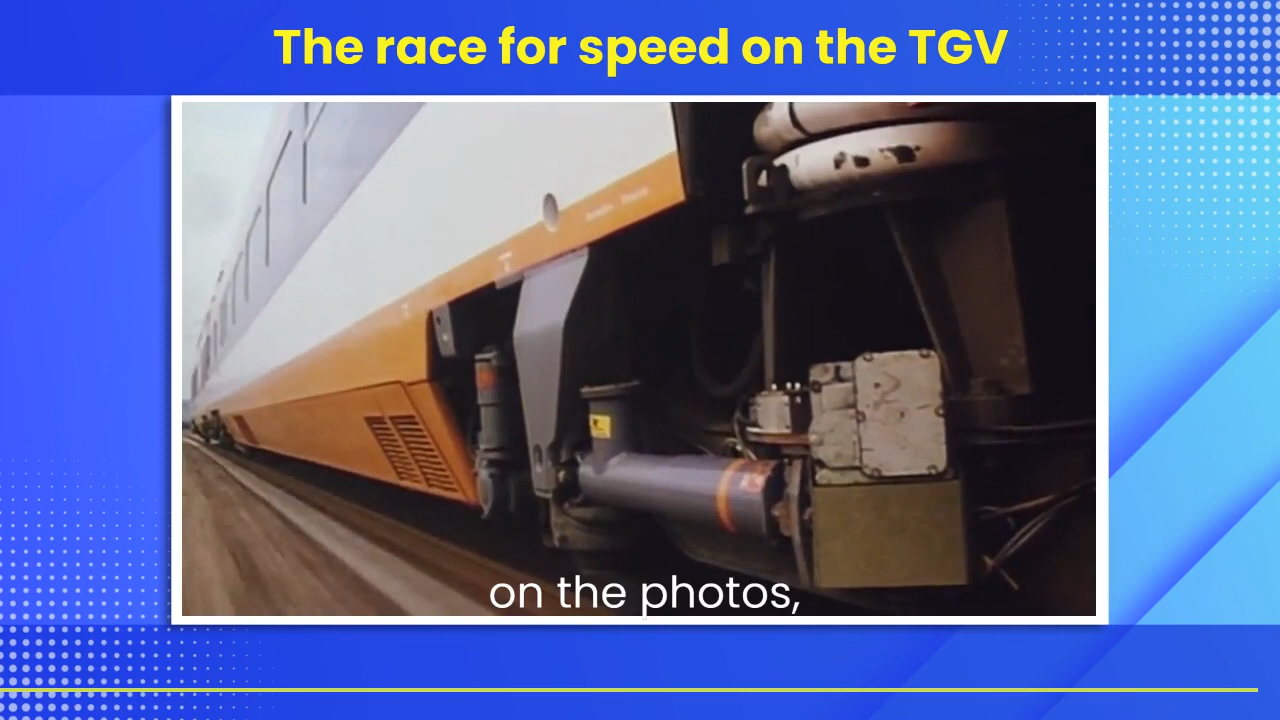 The race for speed on the TGV
on the photos,